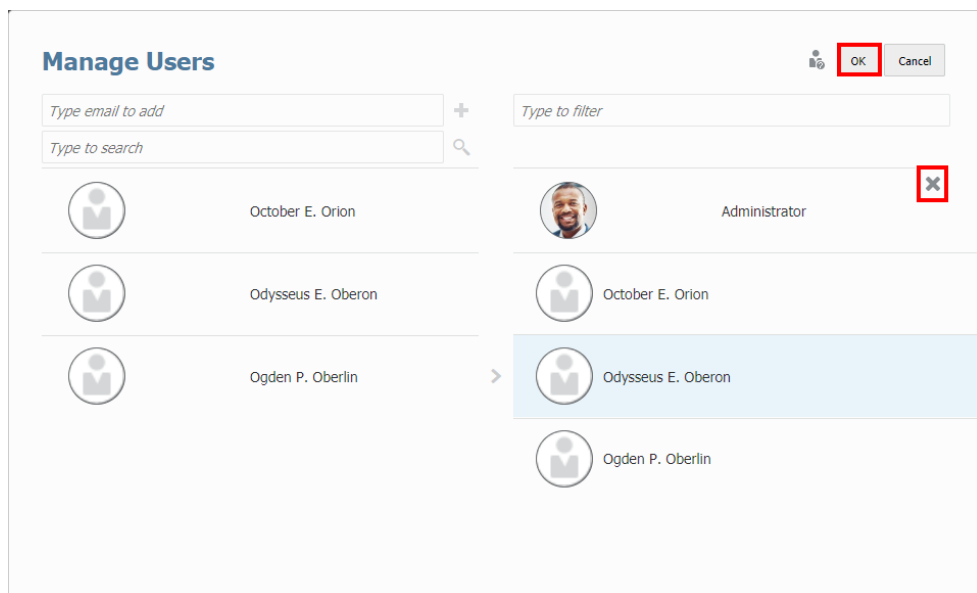 Manage Users
OK
Cancel
Type email to add
Type to filter
Type to search
October E. Orion
Administrator
Odysseus E. Oberon
October E. Orion
Ogden P. Oberlin
Odysseus E. Oberon
Ogden P. Oberlin